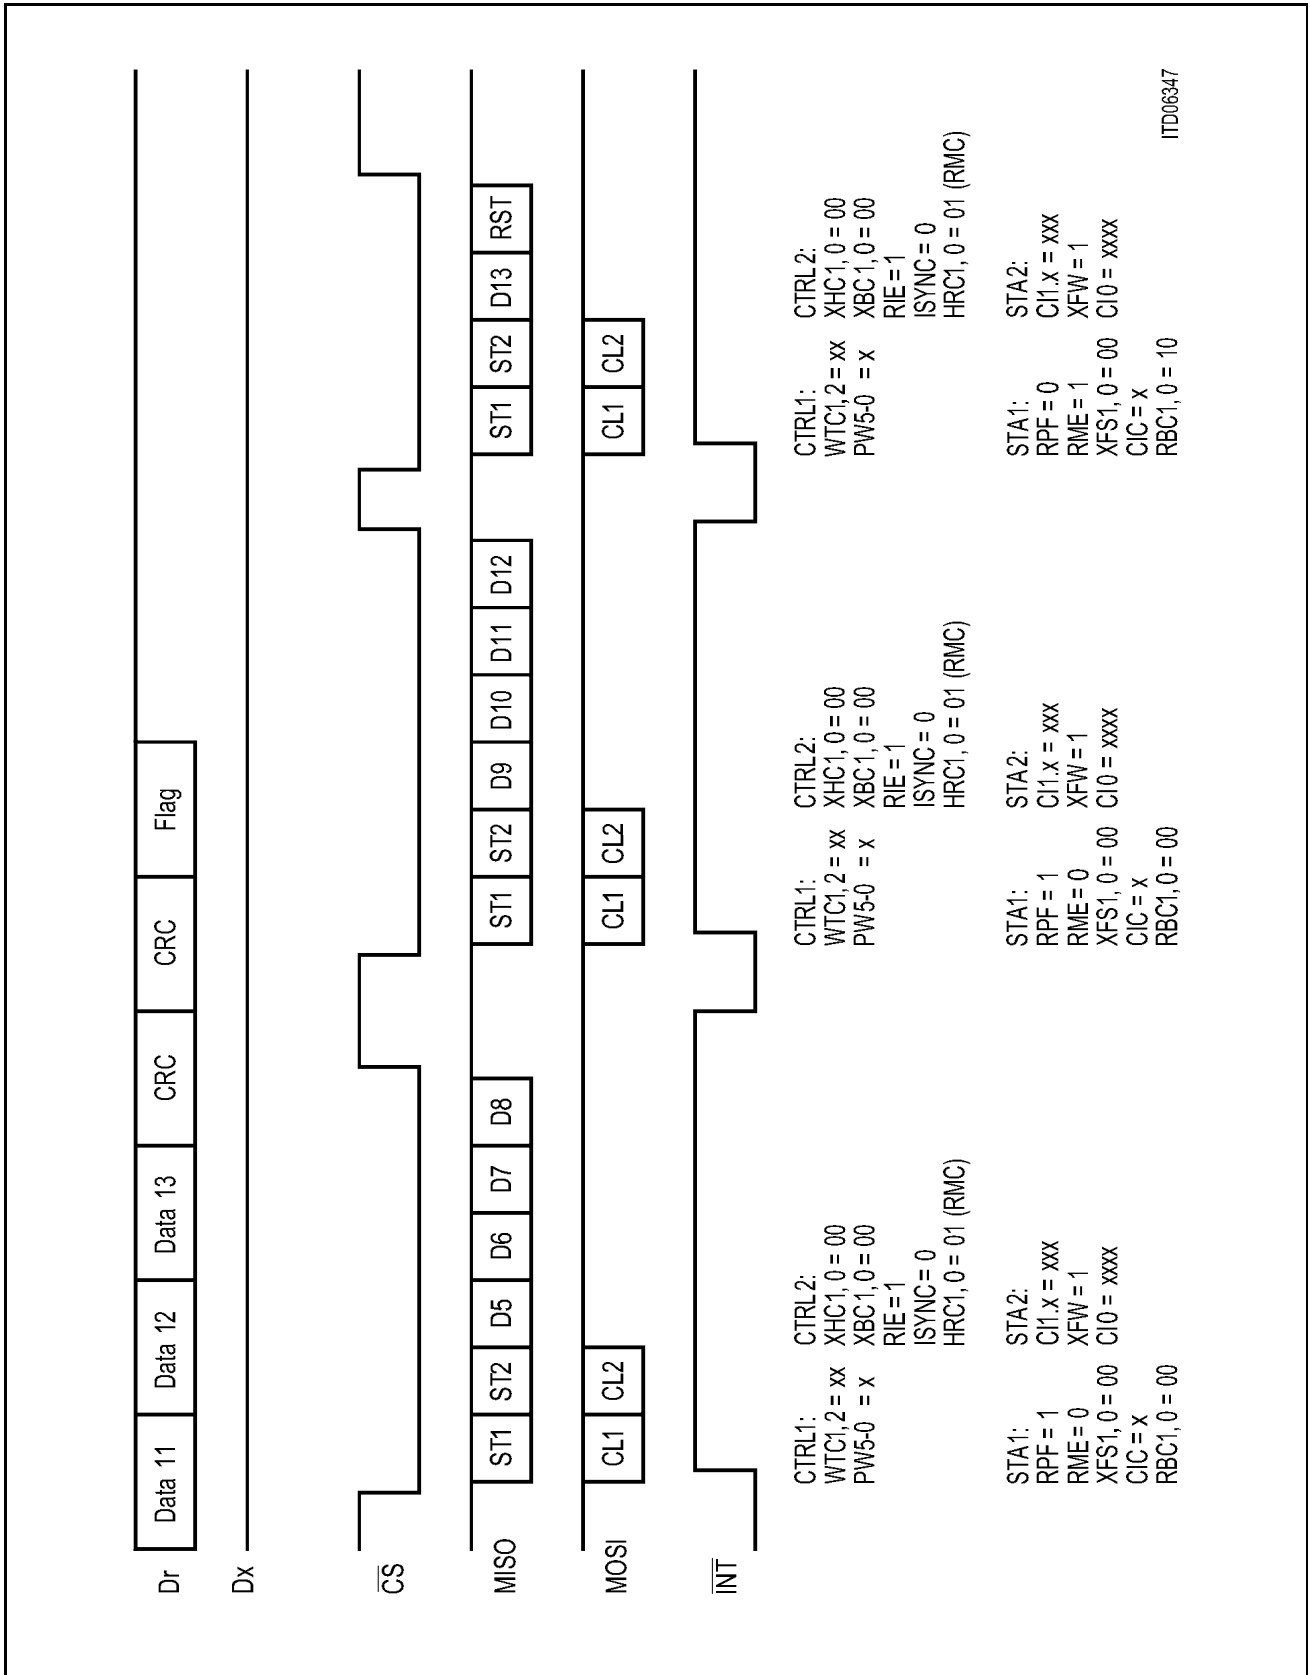 Dr
Data 11 Data 12 Data 13 CRC CRC Flag
Dx
CS
MISO
ST1 ST2 D5 D6 D7 D8 ST1 ST2 D9 D10 D11 D12 ST1 ST2 D13 RST
MOSI
CL1 CL2 CL1 CL2 CL1 CL2
INT
CTRL1:
WTC1, 2 = xx
PW5-0 = x
CTRL2:
XHC1, 0 = 00
XBC1, 0 = 00
RIE = 1
ISYNC = 0
HRC1, 0 = 01 (RMC)
STA1:
RPF = 1
RME = 0
XFS1, 0 = 00
CIC = x
RBC1, 0 = 00
STA2:
CI1.x = xxx
XFW = 1
CI0 = xxxx
CTRL1:
WTC1, 2 = xx
PW5-0 = x
CTRL2:
XHC1, 0 = 00
XBC1, 0 = 00
RIE = 1
ISYNC = 0
HRC1, 0 = 01 (RMC)
STA1:
RPF = 1
RME = 0
XFS1, 0 = 00
CIC = x
RBC1, 0 = 00
STA2:
CI1.x = xxx
XFW = 1
CI0 = xxxx
CTRL1:
WTC1, 2 = xx
PW5-0 = x
CTRL2:
XHC1, 0 = 00
XBC1, 0 = 00
RIE = 1
ISYNC = 0
HRC1, 0 = 01 (RMC)
STA1:
RPF = 0
RME = 1
XFS1, 0 = 00
CIC = x
RBC1, 0 = 10
STA2:
CI1.x = xxx
XFW = 1
CI0 = xxxx
ITD06347